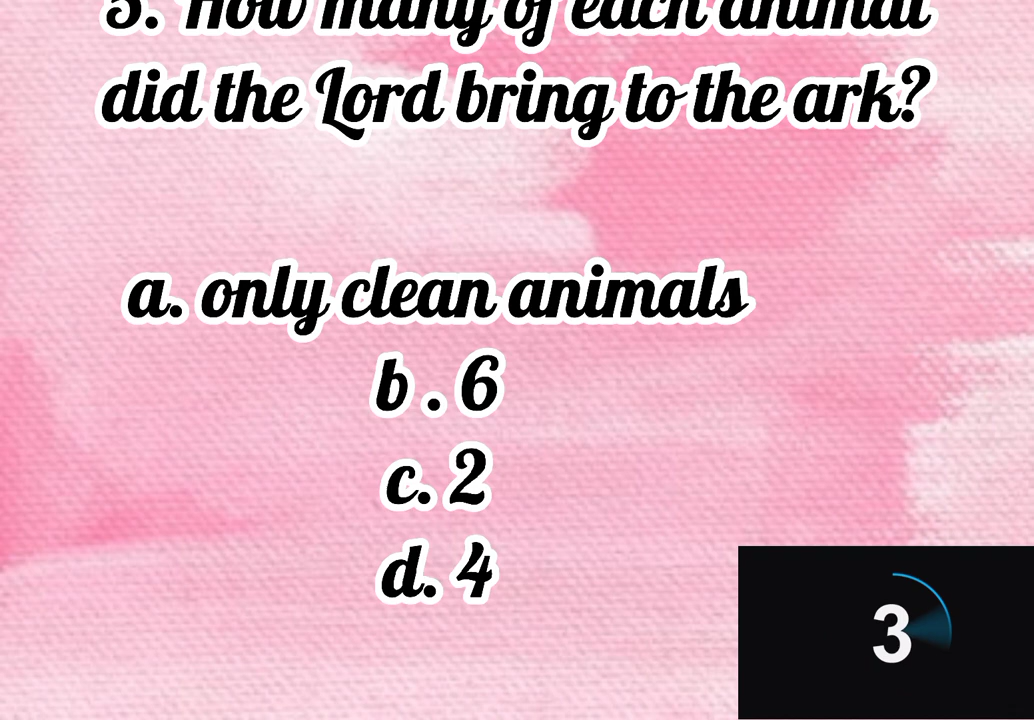 5. How many of each animal
did the Lord bring to the ark?
a. only clean animals
b . 6
c. 2
d. 4
3